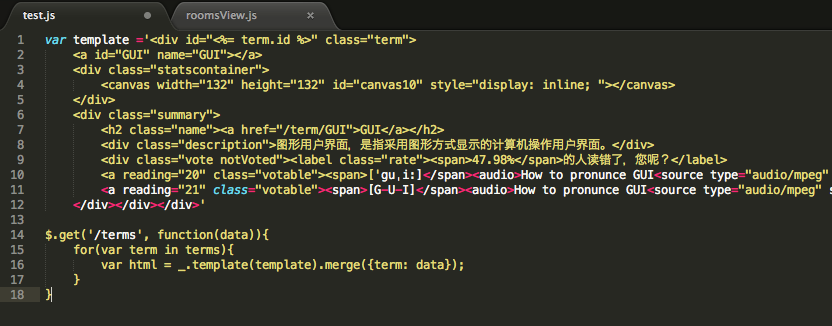 test.js
roomsView.js
1 var template ='<div id="<%= term.id %>" class="term">
2     <a id="GUI" name="GUI"></a>
3     <div class="statscontainer">
4         <canvas width="132" height="132" id="canvas10" style="display: inline; "></canvas>
5     </div>
6     <div class="summary">
7         <h2 class="name"><a href="/term/GUI">GUI</a></h2>
8         <div class="description">图形用户界面，是指采用图形方式显示的计算机操作用户界面。</div>
9         <div class="vote notVoted"><label class="rate"><span>47.98%</span>的人读错了，您呢？</label>
10         <a reading="20" class="votable"><span>['gu,i:]</span><audio>How to pronunce GUI<source type="audio/mpeg"
11         <a reading="21" class="votable"><span>[G-U-I]</span><audio>How to pronunce GUI<source type="audio/mpeg" s
12     </div></div></div>'
13
14 $.get('/terms', function(data)){
15     for(var term in terms){
16         var html = _.template(template).merge({term: data});
17     }
18 }